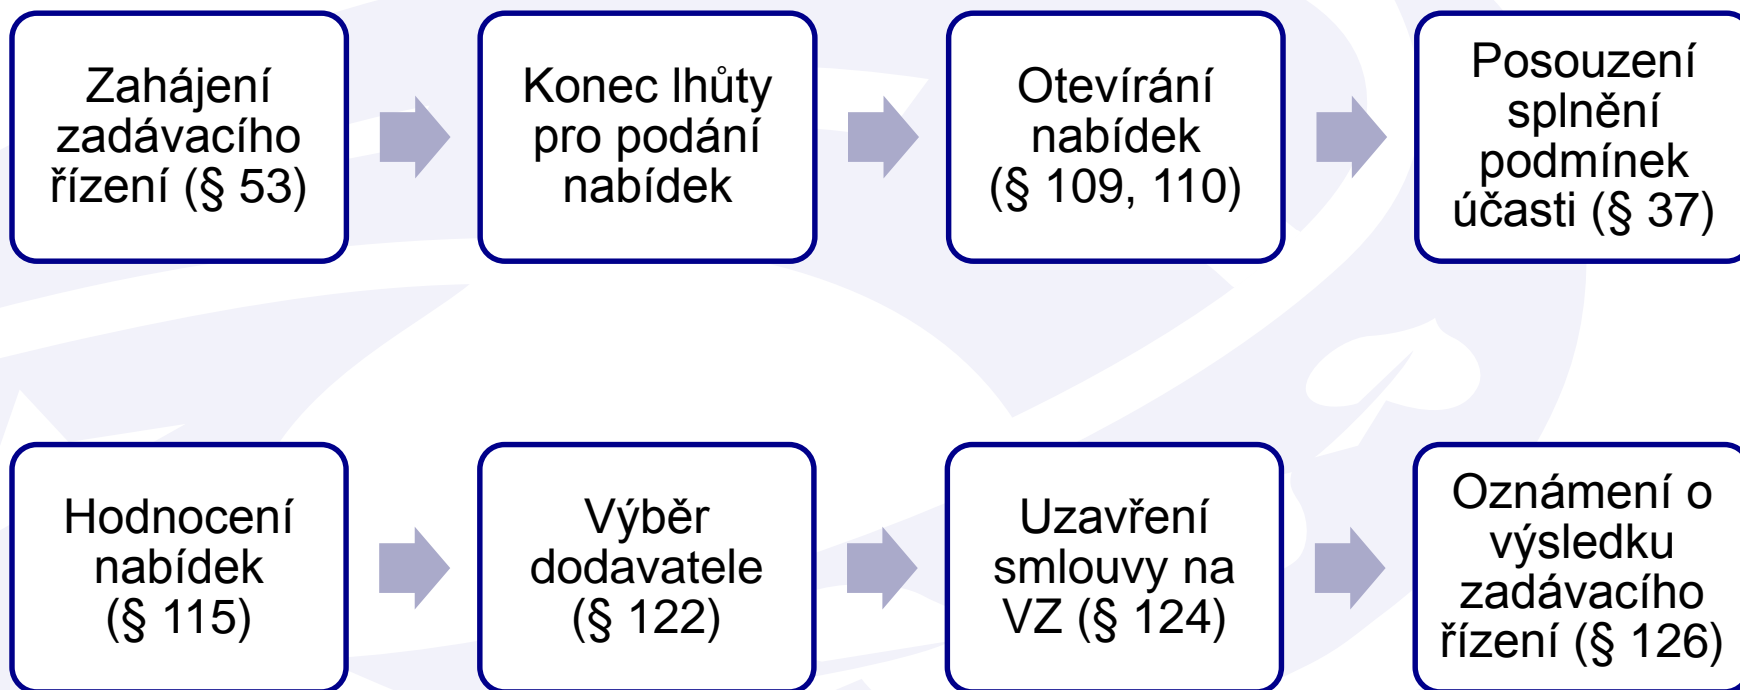 Zahájení
zadávacího
řízení (§ 53)
Konec lhůty
pro podání
nabídek
Otevírání
nabídek
(§ 109, 110)
Posouzení
splnění
podmínek
účasti (§ 37)
Hodnocení
nabídek
(§ 115)
Výběr
dodavatele
(§ 122)
Uzavření
smlouvy na
VZ (§ 124)
Oznámení o
výsledku
zadávacího
řízení (§ 126)